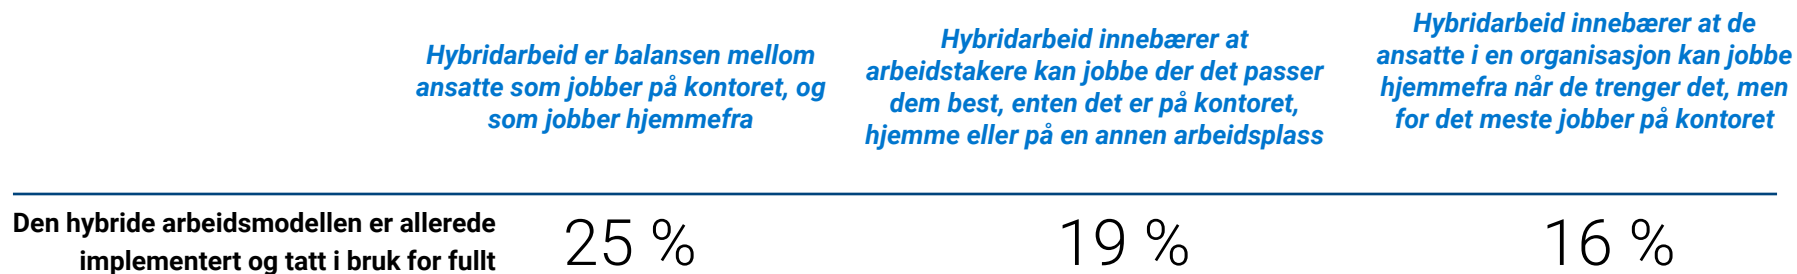 Hybridarbeid er balansen mellom
ansatte som jobber på kontoret, og
som jobber hjemmefra
Hybridarbeid innebærer at
arbeidstakere kan jobbe der det passer
dem best, enten det er på kontoret,
hjemme eller på en annen arbeidsplass
Hybridarbeid innebærer at de
ansatte i en organisasjon kan jobbe
hjemmefra når de trenger det, men
for det meste jobber på kontoret
Den hybride arbeidsmodellen er allerede
implementert og tatt i bruk for fullt
25 %
19 %
16 %